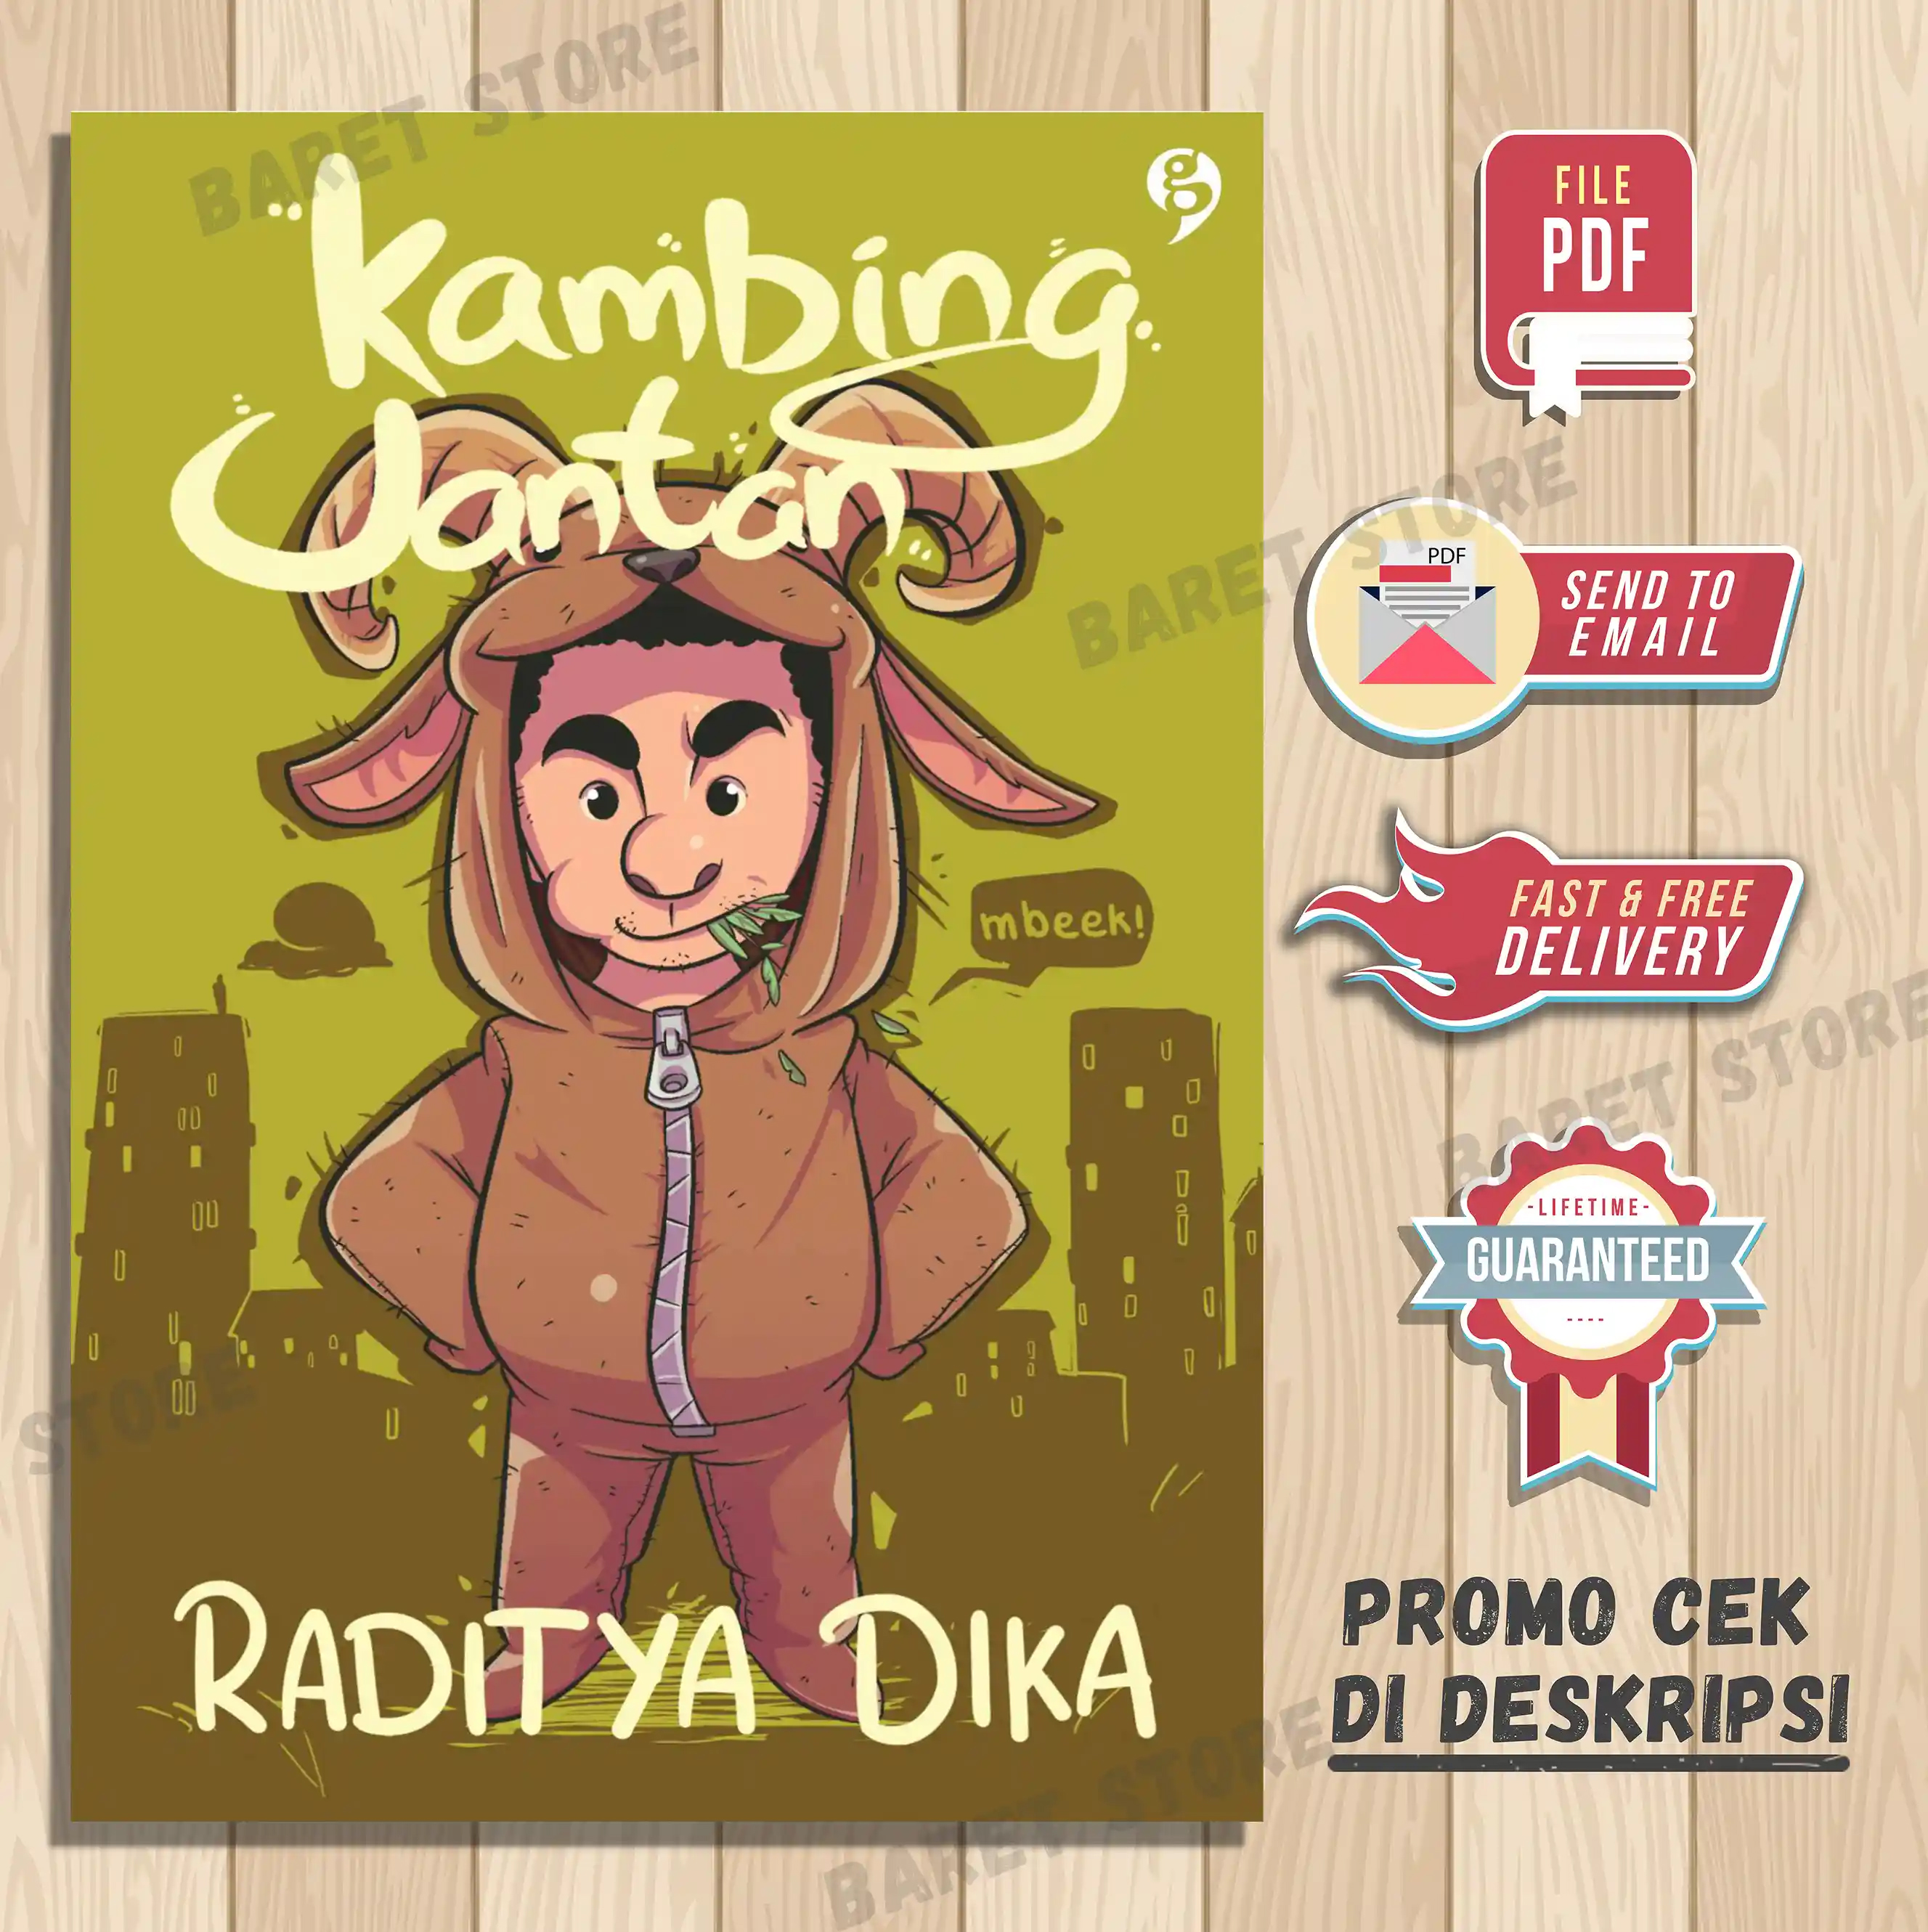 BARET STORE
g
Kambing
Jantan
mbeek!
RADITYA DIKA
FILE
PDF
BARET STORE
PDF
SEND TO
EMAIL
FAST & FREE
DELIVERY
BARET STORE
-LIFETIME-
GUARANTEED
STORE
PROMO CEK
DI DESKRIPSI
BARET STORE